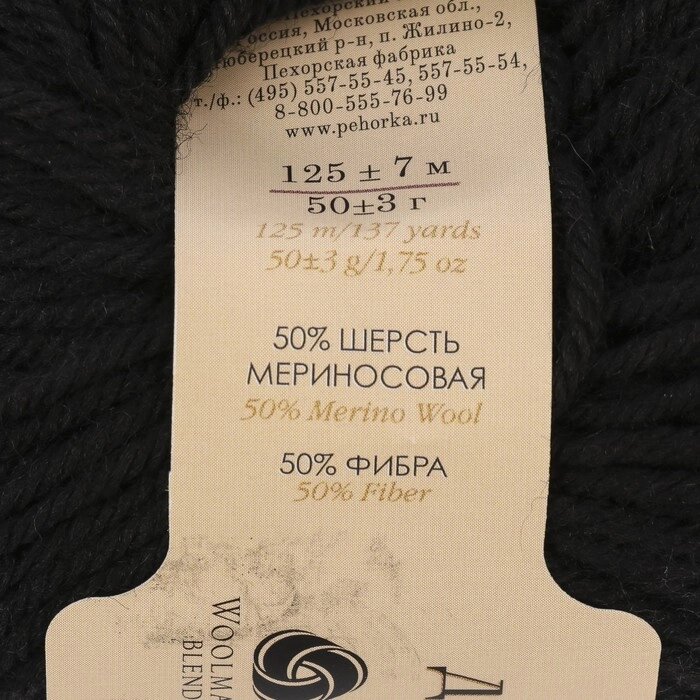 Россия, Московская обл.,
Люберецкий р-н, п. Жилино-2,
Пехорская фабрика
т./ф.: (495) 557-55-45, 557-55-54,
8-800-555-76-99
www.pehorka.ru
125 ± 7 м
50±3 г
125 m/137 yards
50±3 g/1,75 oz
50% ШЕРСТЬ
МЕРИНОСОВАЯ
50% Merino Wool
50% ФИБРА
50% Fiber
WOOLMA
BLEND
Д